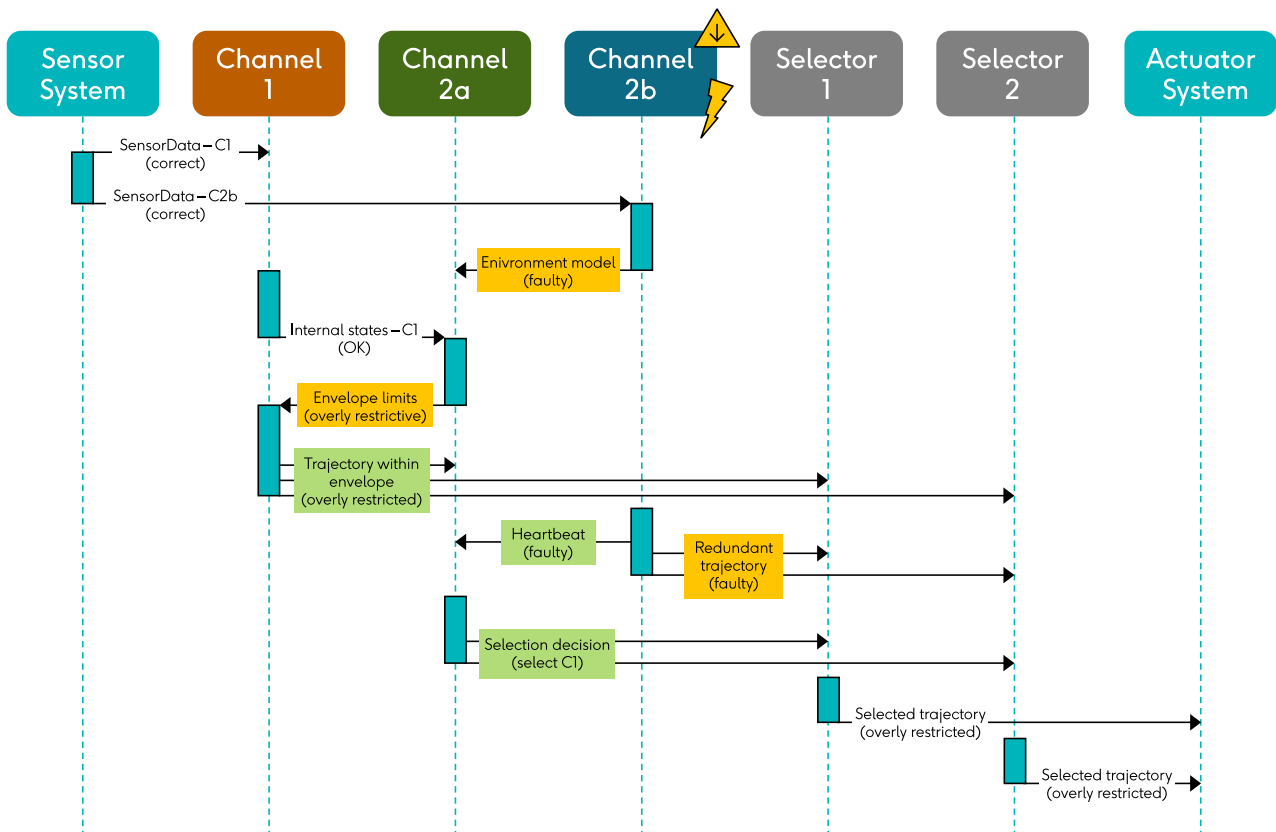 Sensor
System
Channel
1
Channel
2a
Channel
2b
Selector
1
Selector
2
Actuator
System
SensorData–C1
(correct)
SensorData–C2b
(correct)
Enivronment model
(faulty)
Internal states–C1
(OK)
Envelope limits
(overly restrictive)
Trajectory within
envelope
(overly restricted)
Heartbeat
(faulty)
Redundant
trajectory
(faulty)
Selection decision
(select C1)
Selected trajectory
(overly restricted)
Selected trajectory
(overly restricted)